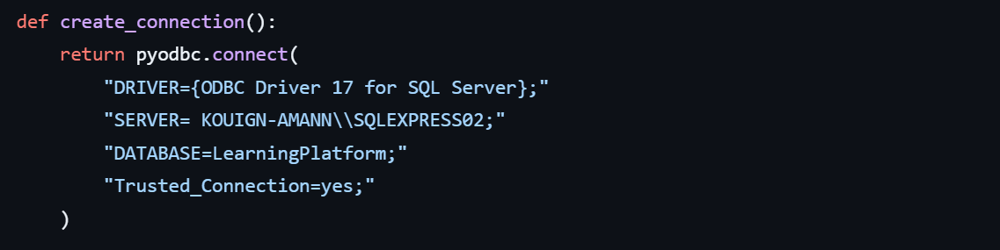 def create_connection():
    return pyodbc.connect(
        "DRIVER={ODBC Driver 17 for SQL Server};"
        "SERVER= KOUIGN-AMANN\\SQLEXPRESS02;"
        "DATABASE=LearningPlatform;"
        "Trusted_Connection=yes;"
    )